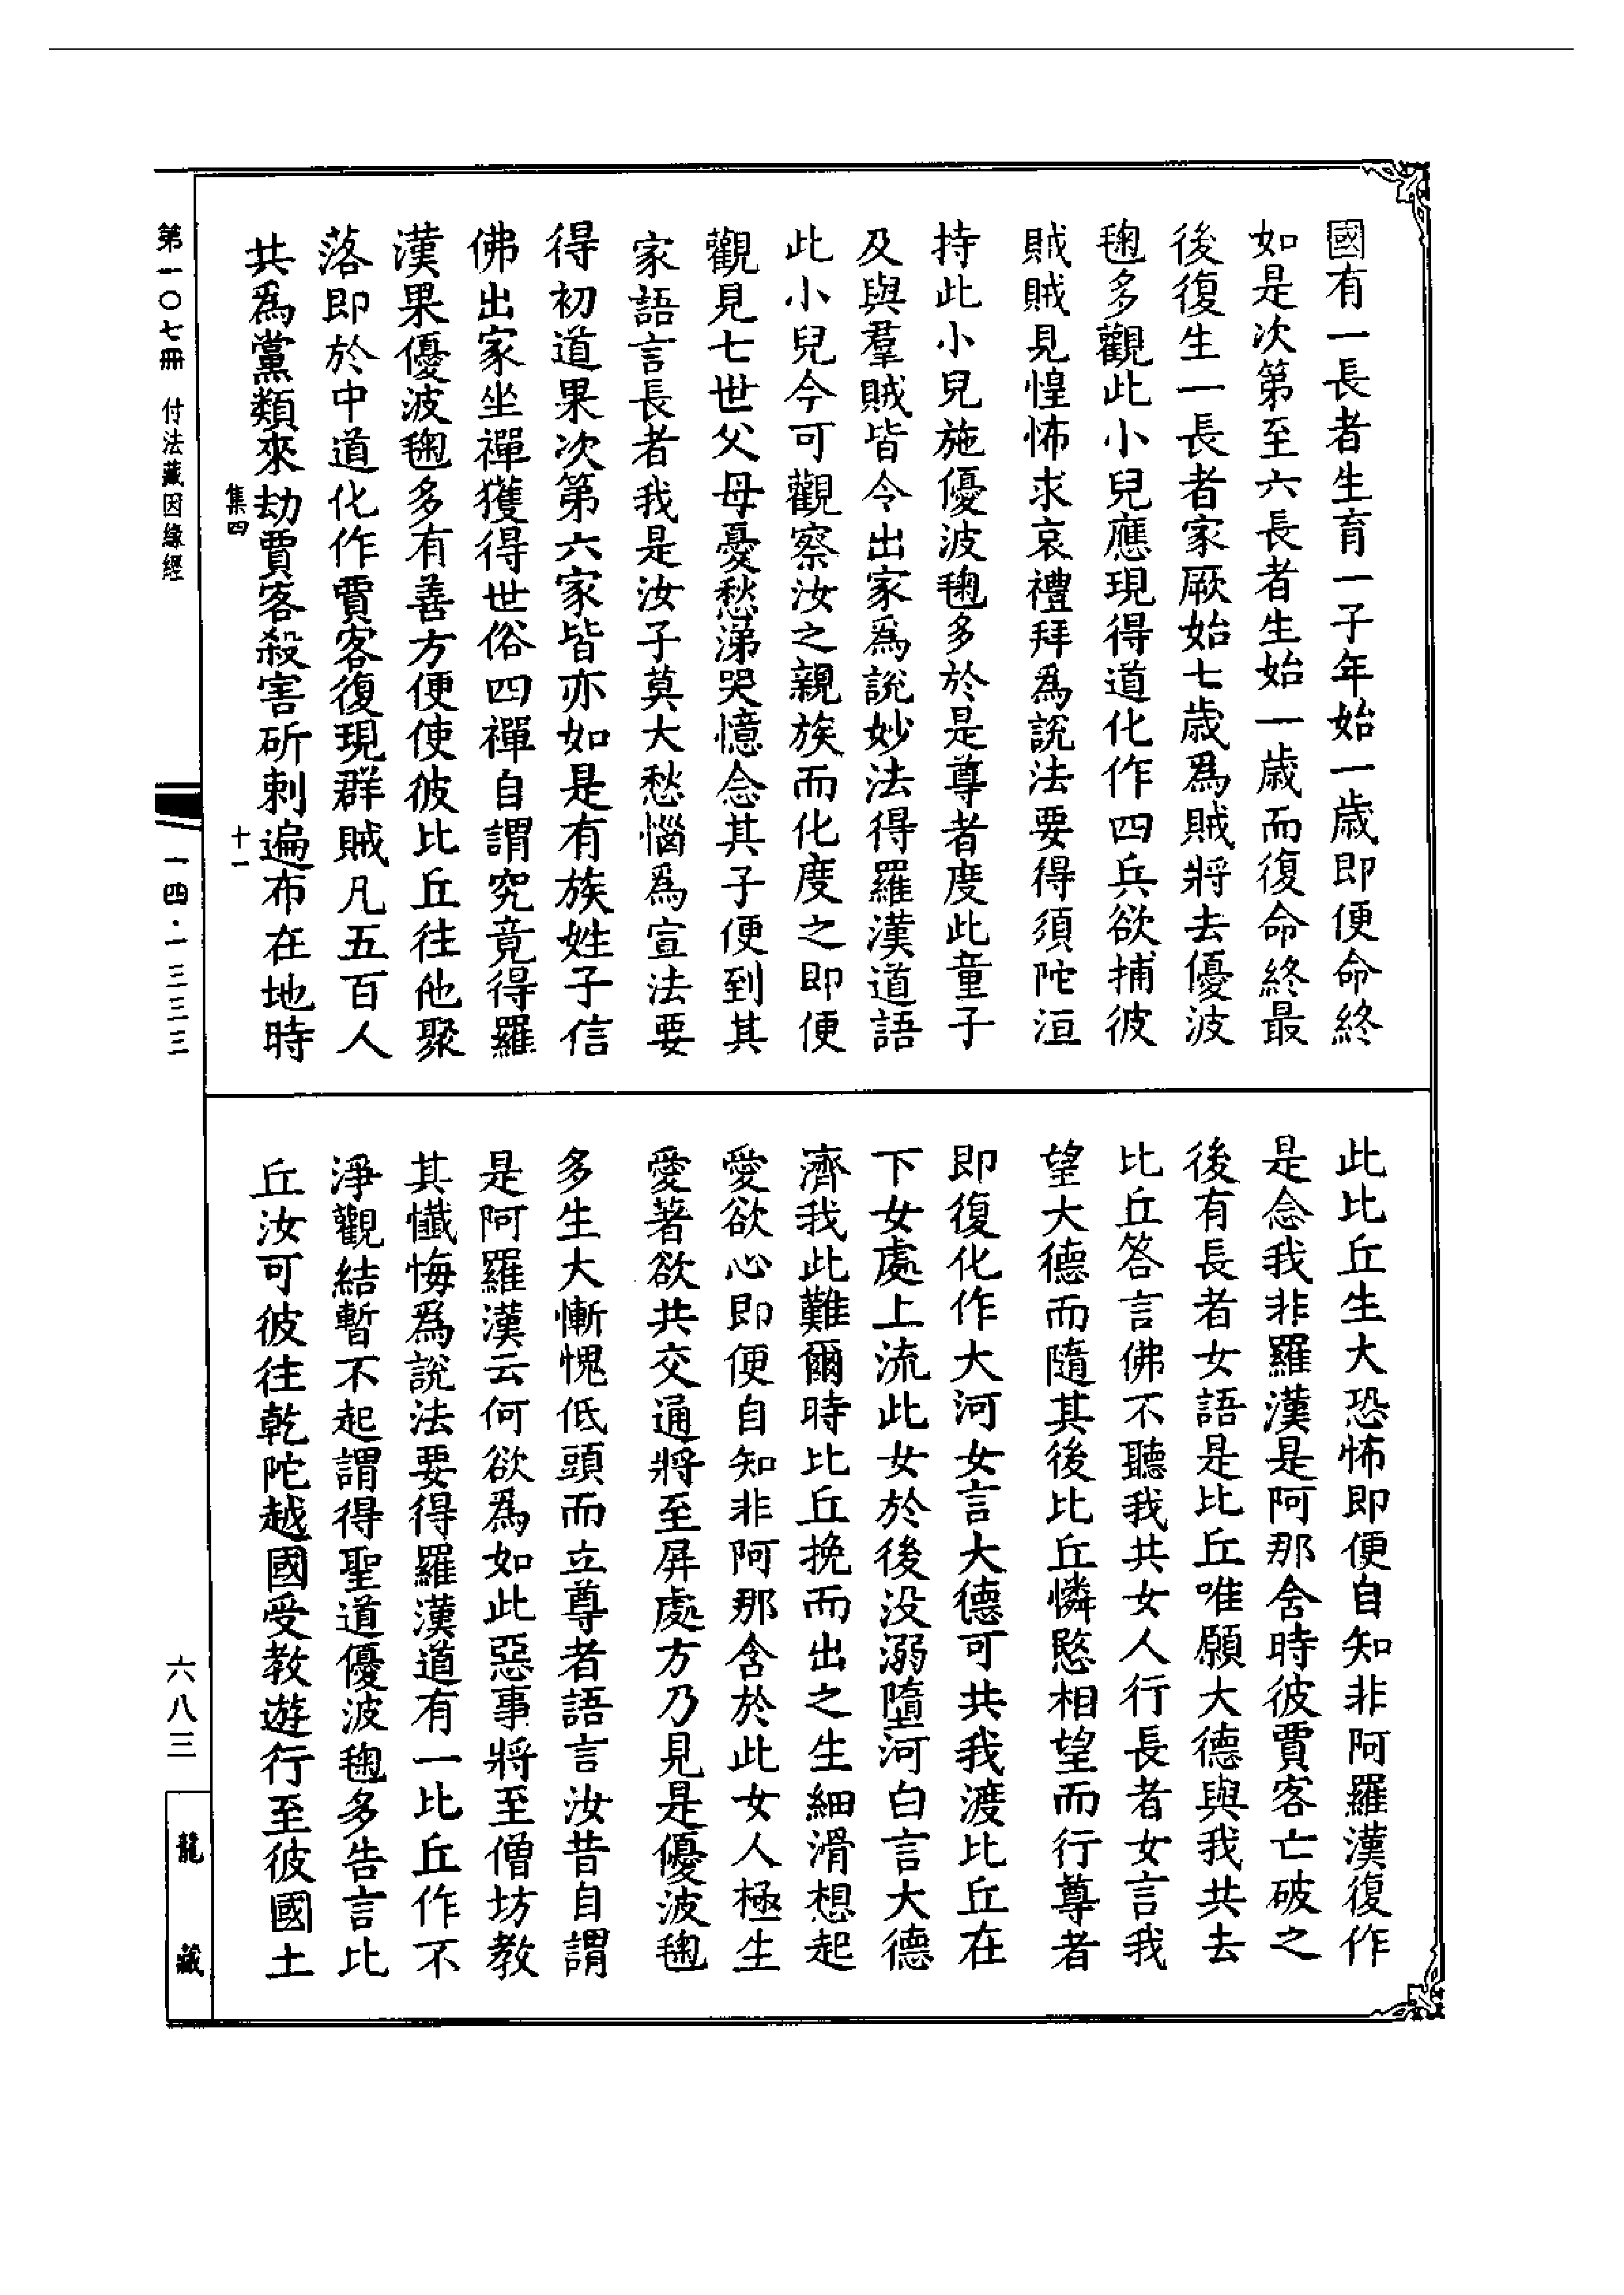 國有一長者生育一子年始一歲即便命終
如是次第至六長者生始一歲而復命終最
後復生一長者家厥始七歲爲賊將去優波
毱多觀此小兒應現得道化作四兵欲捕彼
賊賊見惶怖求哀禮拜爲說法要得須陀洹
持此小兒施優波毱多於是尊者度此童子
及與羣賊皆令出家爲說妙法得羅漢道語
此小兒今可觀察汝之親族而化度之即便
觀見七世父母憂愁涕哭憶念其子便到其
家語言長者我是汝子莫大愁惱爲宣法要
得初道果次第六家皆亦如是有族姓子信
佛出家坐禪獲得世俗四禪自謂究竟得羅
漢果優波毱多有善方便使彼比丘往他聚
落即於中道化作賈客復現群賊凡五百人
共爲黨類來劫賈客殺害斫刺遍布在地時
此比丘生大恐怖即便自知非阿羅漢復作
是念我非羅漢是阿那舍時彼賈客亡破之
後有長者女語是比丘唯願大德與我共去
比丘答言佛不聽我共女人行長者女言我
望大德而隨其後比丘憐愍相望而行尊者
即復化作大河女言大德可共我渡比丘在
下女處上流此女於後没溺墮河白言大德
濟我此難爾時比丘挽而出之生細滑想起
愛欲心即便自知非阿那含於此女人極生
愛著欲共交通將至屏處方乃見是優波毱
多生大慚愧低頭而立尊者語言汝昔自謂
是阿羅漢云何欲爲如此惡事將至僧坊教
其懺悔爲說法要得羅漢道有一比丘作不
淨觀結暫不起謂得聖道優波毱多告言比
丘汝可彼往乾陀越國受教遊行至彼國土
集四
十一
第一〇七冊 付法藏因緣經
一四·一三三三
六八三
龍藏